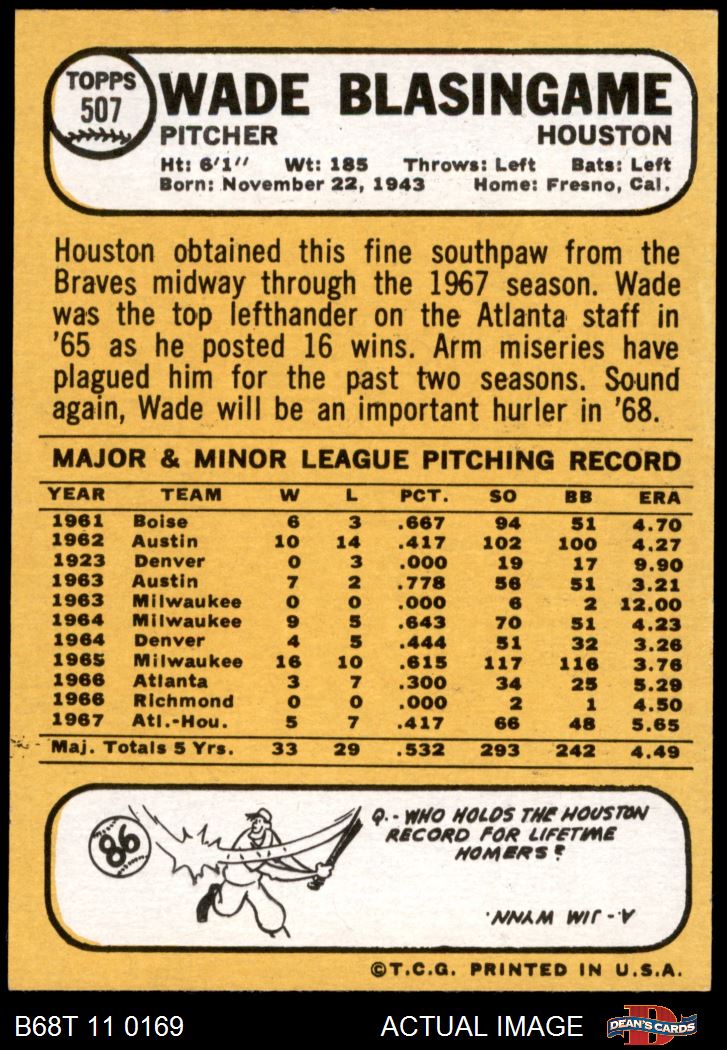 TOPPS
507
WADE BLASINGAME
PITCHER HOUSTON
Ht: 6'1" Wt: 185 Throws: Left Bats: Left
Born: November 22, 1943 Home: Fresno, Cal.
Houston obtained this fine southpaw from the
Braves midway through the 1967 season. Wade
was the top lefthander on the Atlanta staff in
'65 as he posted 16 wins. Arm miseries have
plagued him for the past two seasons. Sound
again, Wade will be an important hurler in '68.
MAJOR & MINOR LEAGUE PITCHING RECORD
YEAR TEAM W L PCT. SO BB ERA
1961 Boise 6 3 .667 94 51 4.70
1962 Austin 10 14 .417 102 100 4.27
1923 Denver 0 3 .000 19 17 9.90
1963 Austin 7 2 .778 56 51 3.21
1963 Milwaukee 0 0 .000 6 2 12.00
1964 Milwaukee 9 5 .643 70 51 4.23
1964 Denver 4 5 .444 51 32 3.26
1965 Milwaukee 16 10 .615 117 116 3.76
1966 Atlanta 3 7 .300 34 25 5.29
1966 Richmond 0 0 .000 2 1 4.50
1967 Atl.-Hou. 5 7 .417 66 48 5.65
Maj. Totals 5 Yrs. 33 29 .532 293 242 4.49
86
Q.- WHO HOLDS THE HOUSTON
RECORD FOR LIFETIME
HOMERS?
A.- JIM WYNN.
©T.C.G. PRINTED IN U.S.A.
B68T 11 0169 ACTUAL IMAGE DEAN'S CARDS